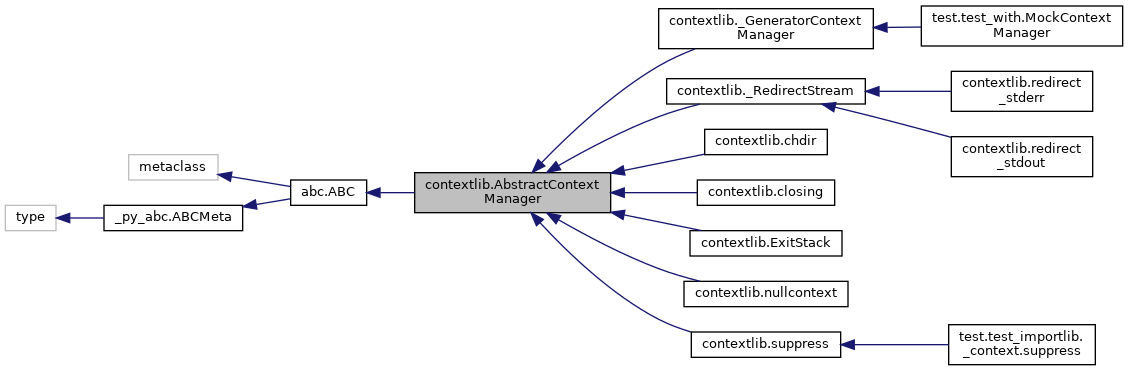 contextlib._GeneratorContext
Manager
test.test_with.MockContext
Manager
contextlib._RedirectStream
contextlib.redirect
_stderr
contextlib.redirect
_stdout
contextlib.chdir
metaclass
abc.ABC
contextlib.AbstractContext
Manager
contextlib.closing
type
_py_abc.ABCMeta
contextlib.ExitStack
contextlib.nullcontext
contextlib.suppress
test.test_importlib.
_context.suppress